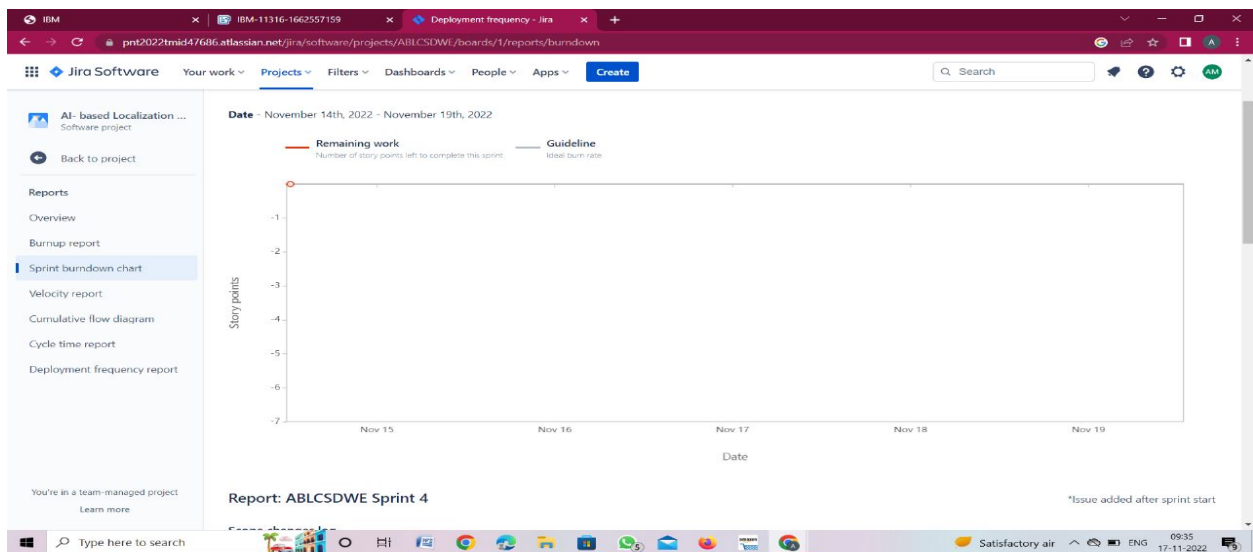 IBM
IBM-11316-1662557159
Deployment frequency - Jira
pnt2022tmid47686.atlassian.net/jira/software/projects/ABLCSDWE/boards/1/reports/burndown
A
Jira Software
Your work
Projects
Filters
Dashboards
People
Apps
Create
Search
AM
AI- based Localization ...
Software project
Back to project
Reports
Overview
Burnup report
Sprint burndown chart
Velocity report
Cumulative flow diagram
Cycle time report
Deployment frequency report
You're in a team-managed project
Learn more
Date - November 14th, 2022 - November 19th, 2022
Remaining work
Number of story points left to complete this sprint
Guideline
Ideal burn rate
Story points
-1
-2
-3
-4
-5
-6
-7
Nov 15 Nov 16 Nov 17 Nov 18 Nov 19
Date
Report: ABLCSDWE Sprint 4
*Issue added after sprint start
Scope changes log
Type here to search
5
Satisfactory air
ENG
09:35
17-11-2022